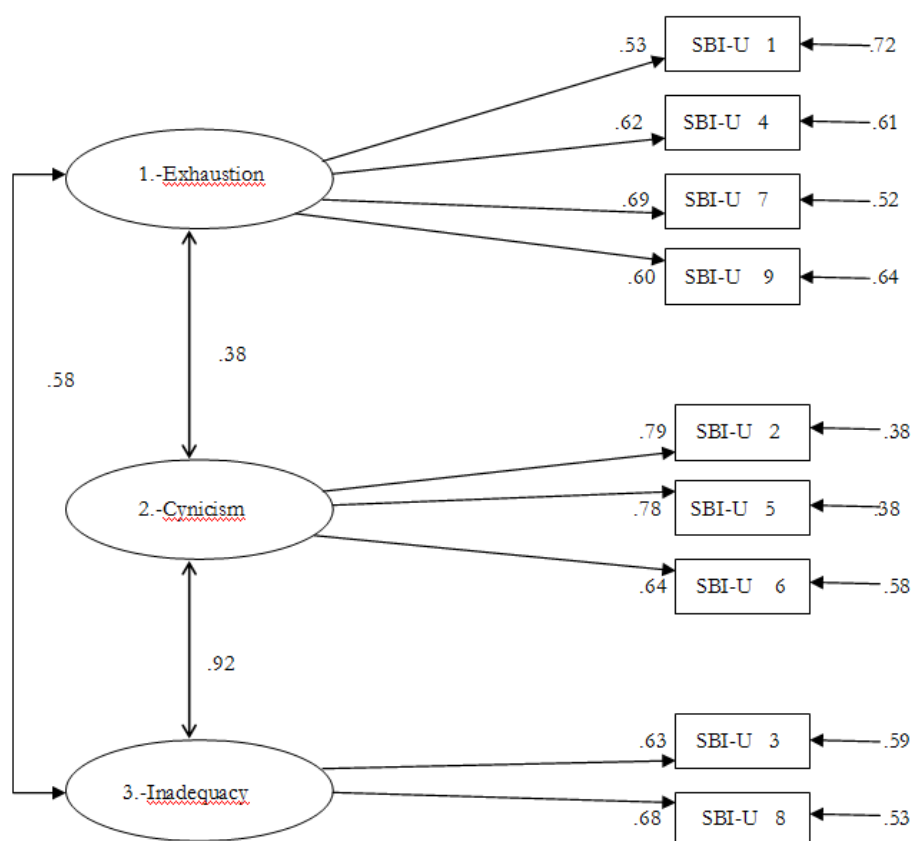 .53
SBI-U 1
.72
.62
SBI-U 4
.61
1.-Exhaustion
.69
SBI-U 7
.52
.60
SBI-U 9
.64
.58
.38
.79
SBI-U 2
.38
2.-Cynicism
.78
SBI-U 5
.38
.64
SBI-U 6
.58
.92
.63
SBI-U 3
.59
3.-Inadequacy
.68
SBI-U 8
.53